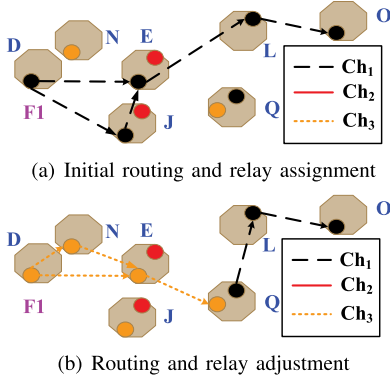 D
N
E
O
L
F1
J
Q
Ch1
Ch2
Ch3
(a) Initial routing and relay assignment
D
N
E
O
L
F1
J
Q
Ch1
Ch2
Ch3
(b) Routing and relay adjustment